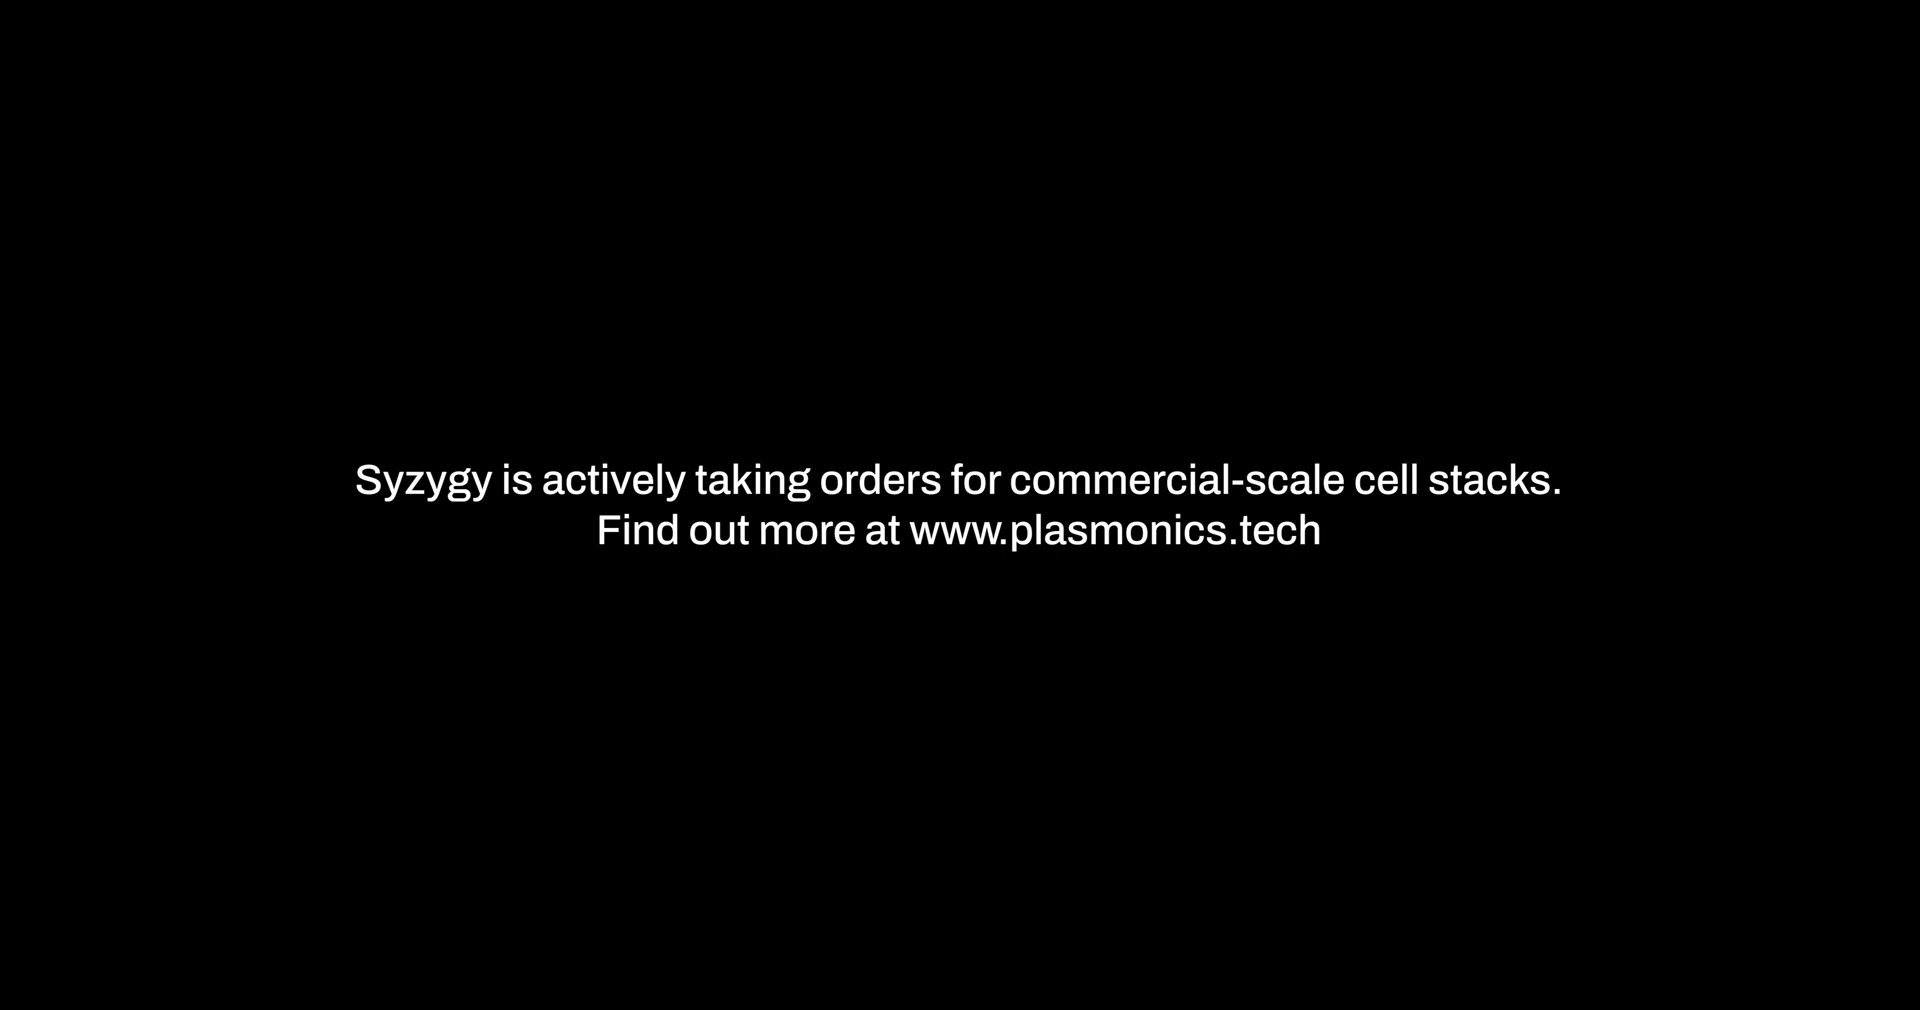 Syzygy is actively taking orders for commercial-scale cell stacks.
Find out more at www.plasmonics.tech